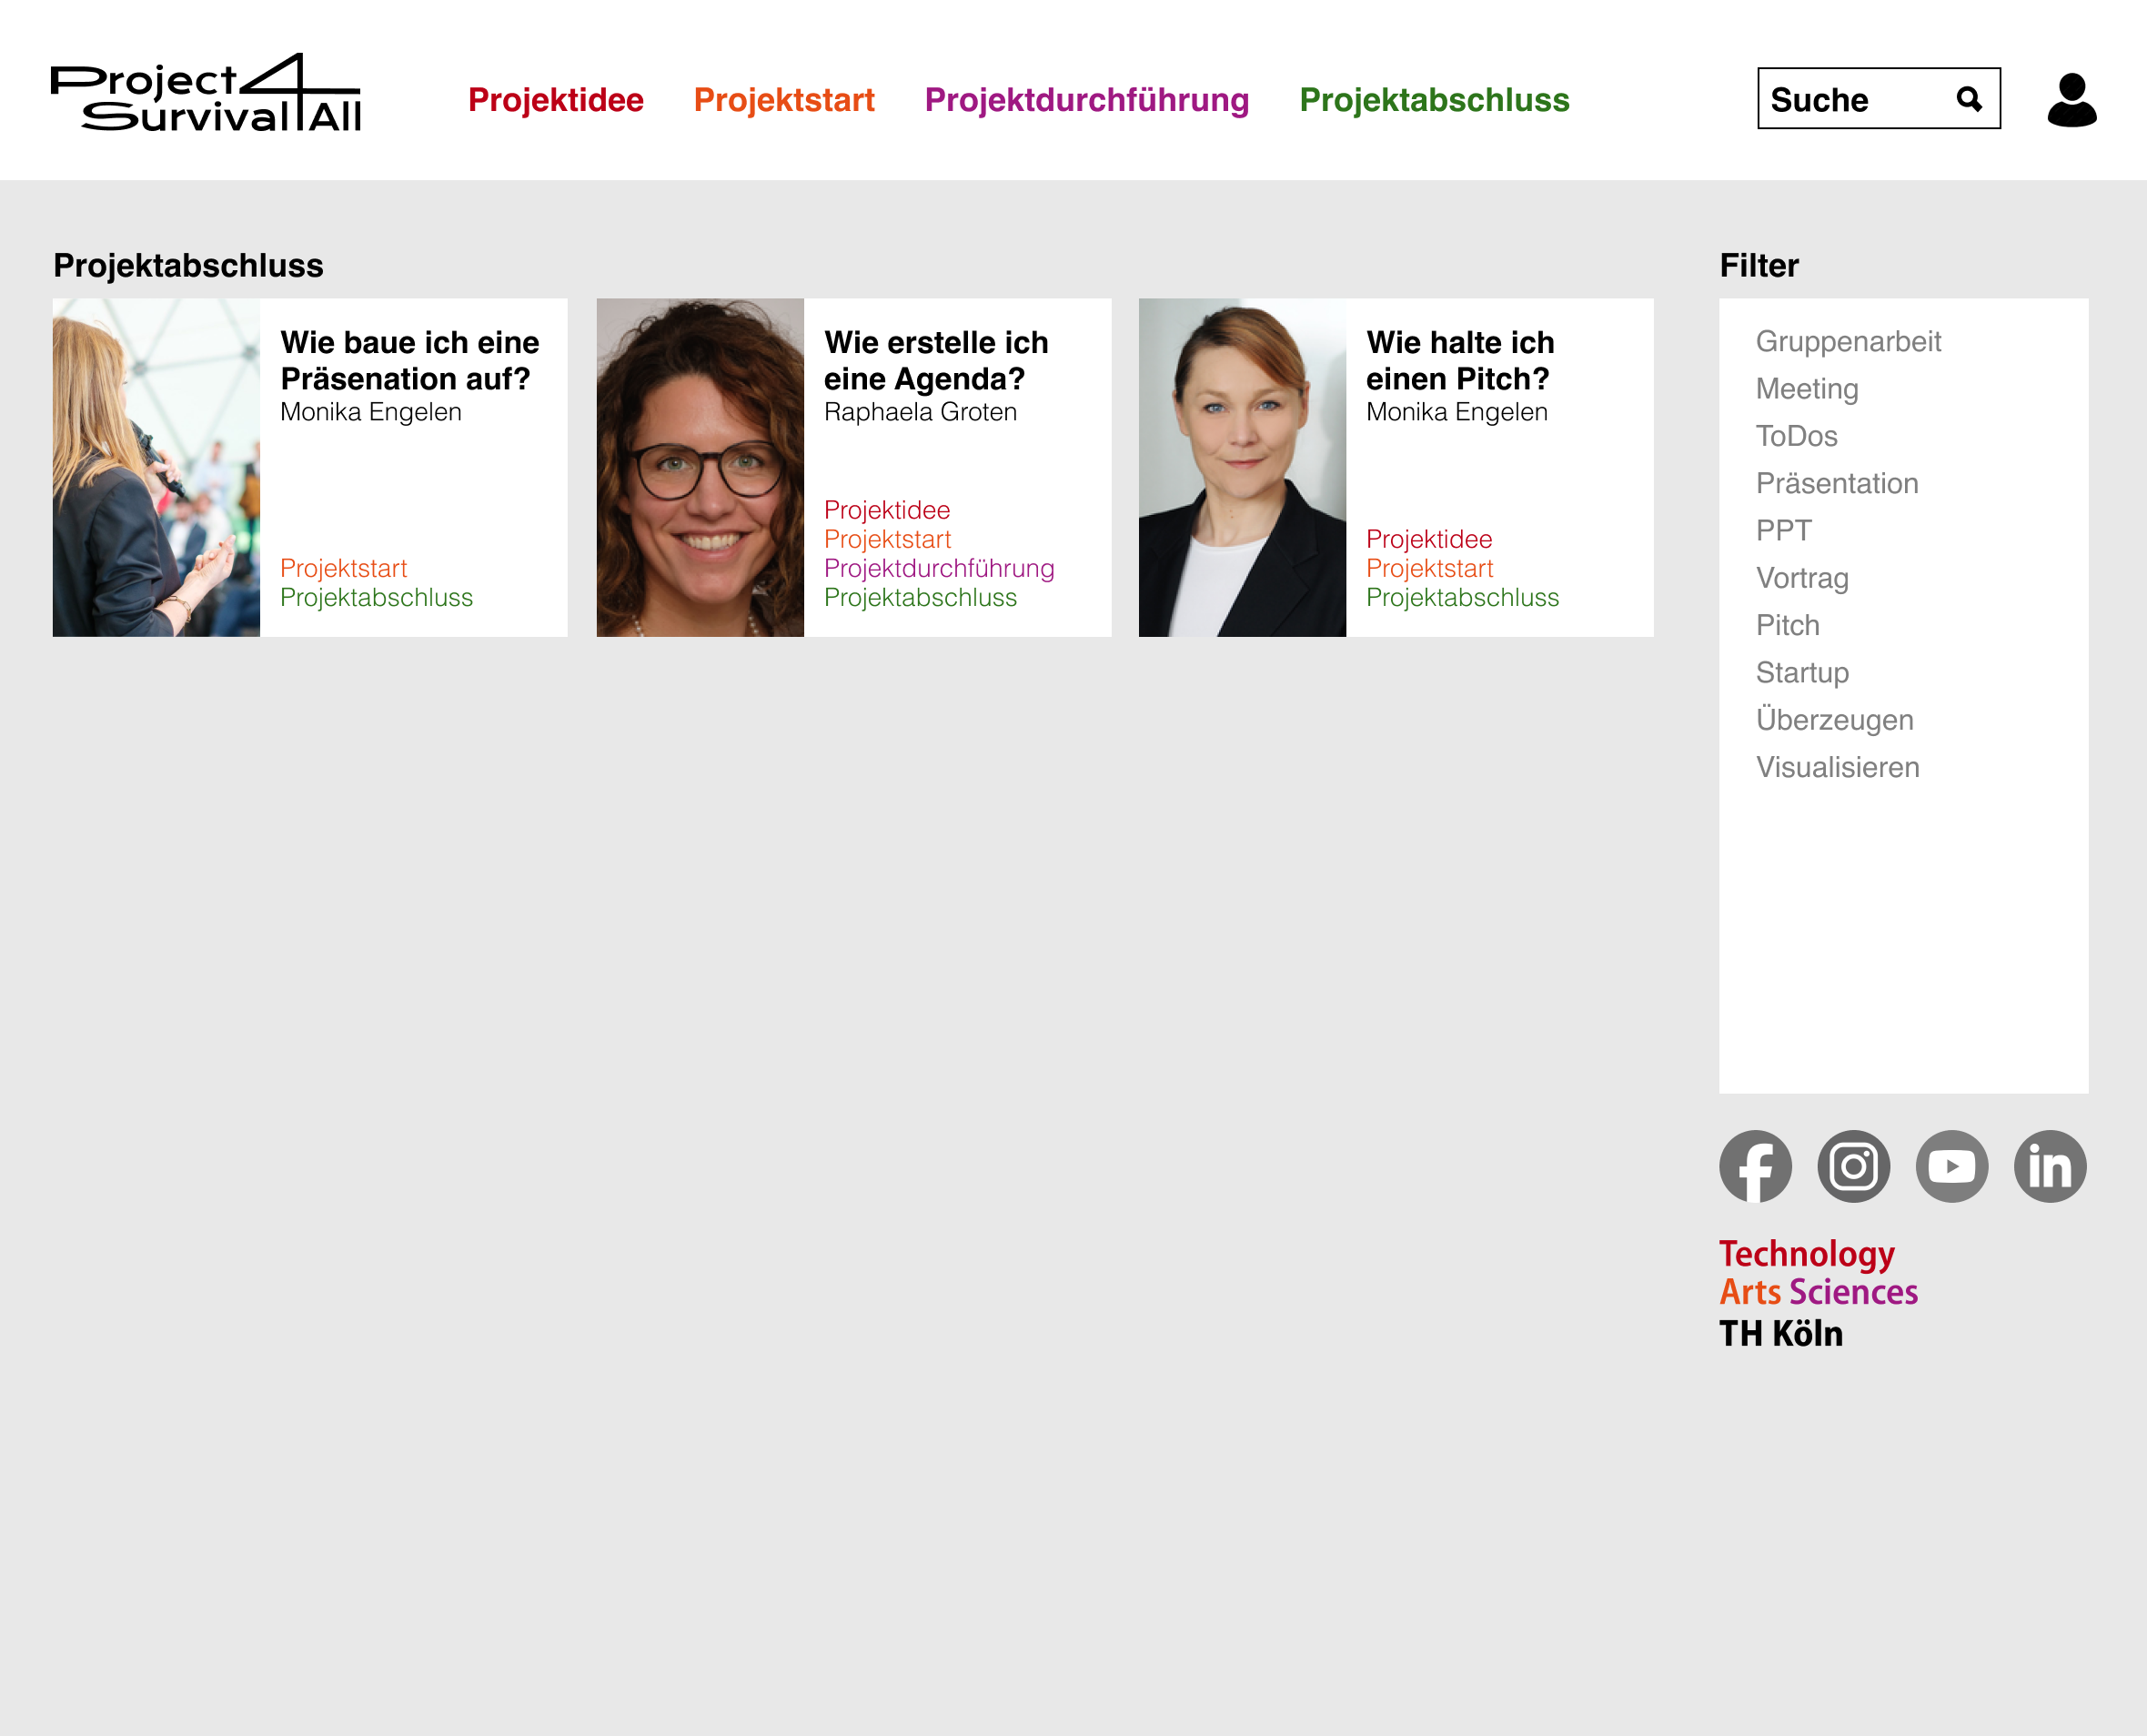 Project 4
Survival All
Projektidee Projektstart Projektdurchführung Projektabschluss
Suche
Projektabschluss
Wie baue ich eine
Präsenation auf?
Monika Engelen
Projektstart
Projektabschluss
Wie erstelle ich
eine Agenda?
Raphaela Groten
Projektidee
Projektstart
Projektdurchführung
Projektabschluss
Wie halte ich
einen Pitch?
Monika Engelen
Projektidee
Projektstart
Projektabschluss
Filter
Gruppenarbeit
Meeting
ToDos
Präsentation
PPT
Vortrag
Pitch
Startup
Überzeugen
Visualisieren
Technology
Arts Sciences
TH Köln